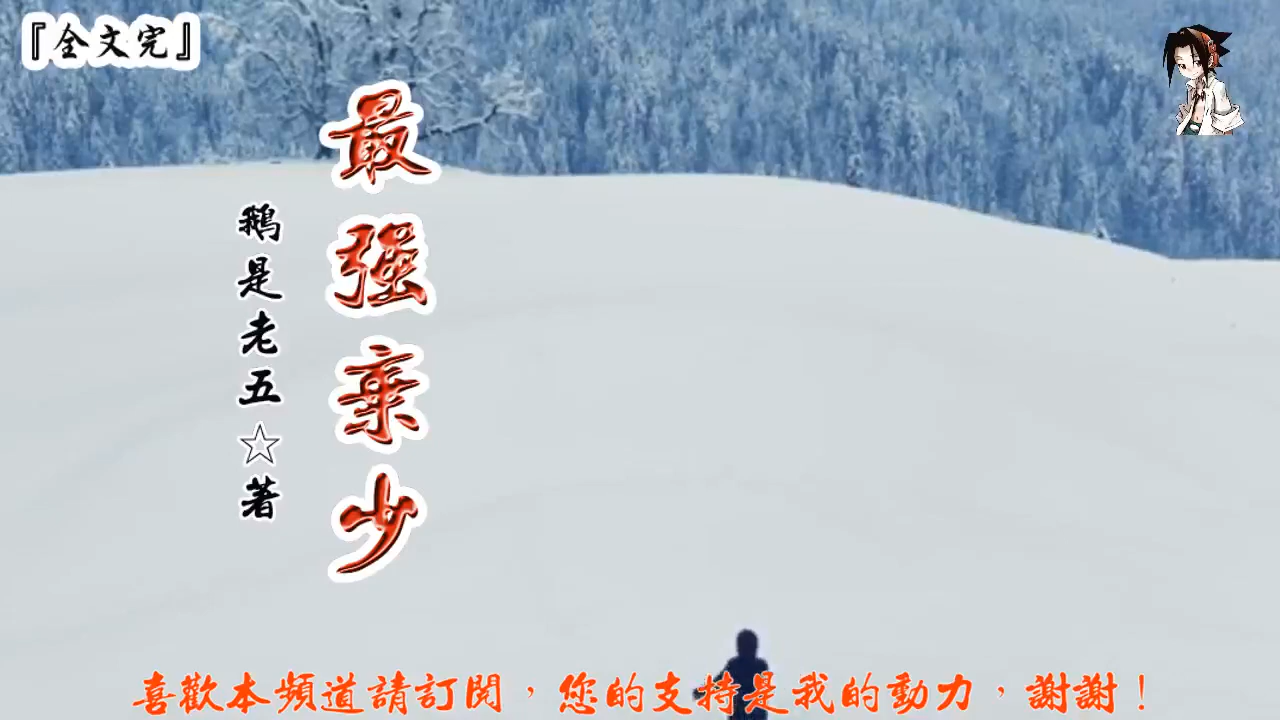 『全文完』
最強棄少
鵝是老五☆著
喜歡本頻道請訂閱，您的支持是我的動力，謝謝！